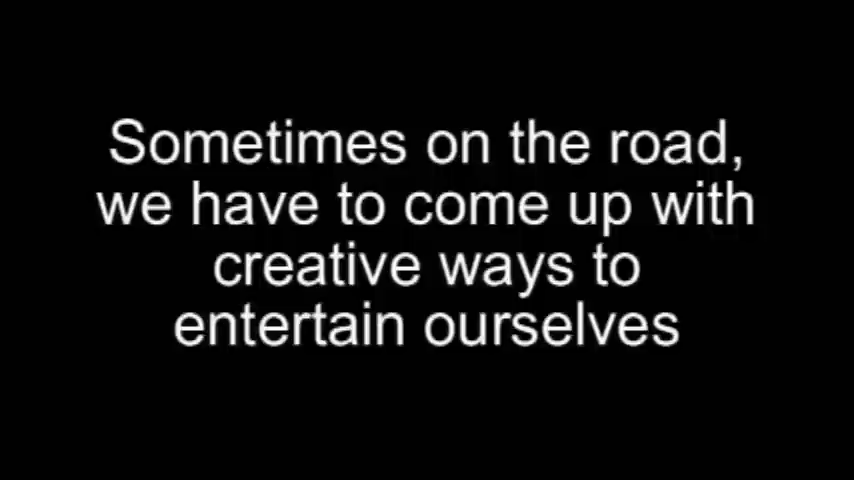 Sometimes on the road,
we have to come up with
creative ways to
entertain ourselves